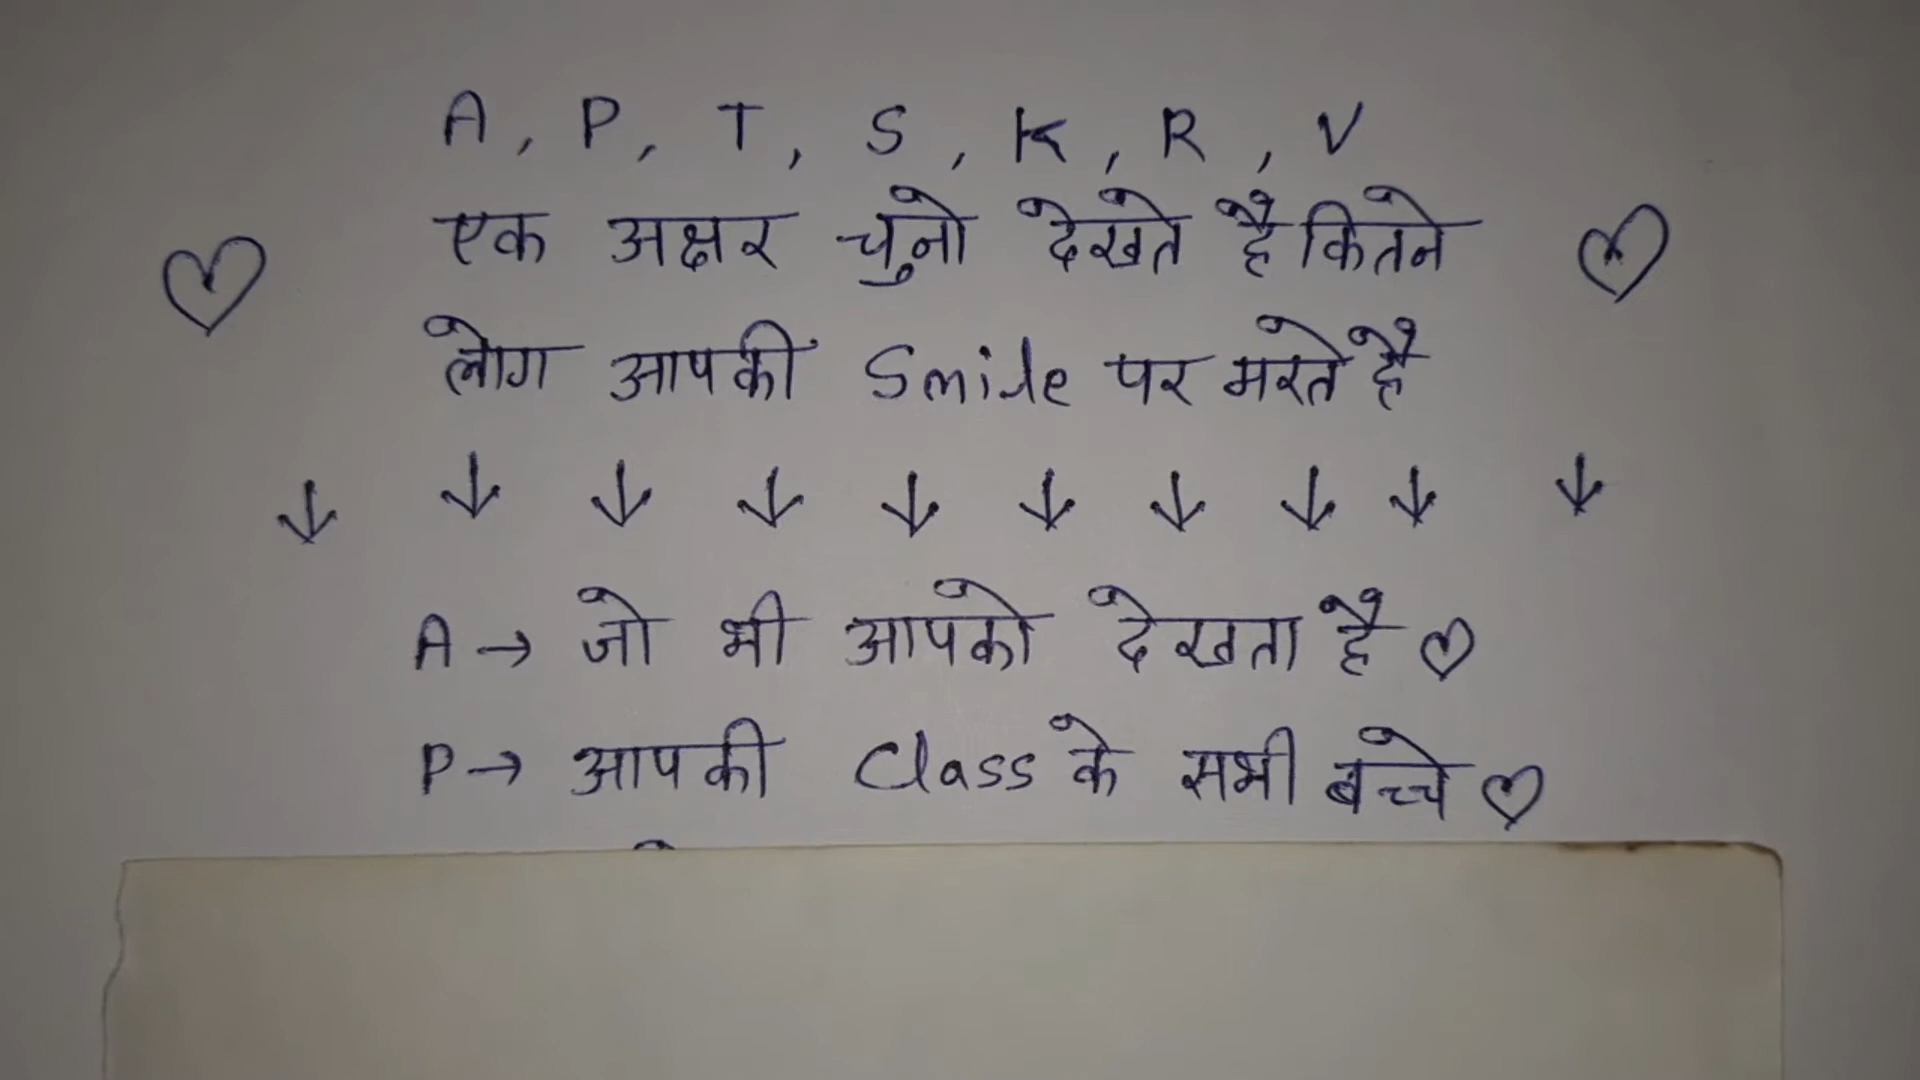 A, P, T, S, K, R, V
एक अक्षर चुनो देखते है कितने
लोग आपकी Smile पर मरते है
↓ ↓ ↓ ↓ ↓ ↓ ↓ ↓ ↓ ↓
A → जो भी आपको देखता है ♡
P → आपकी Class के सभी बच्चे ♡